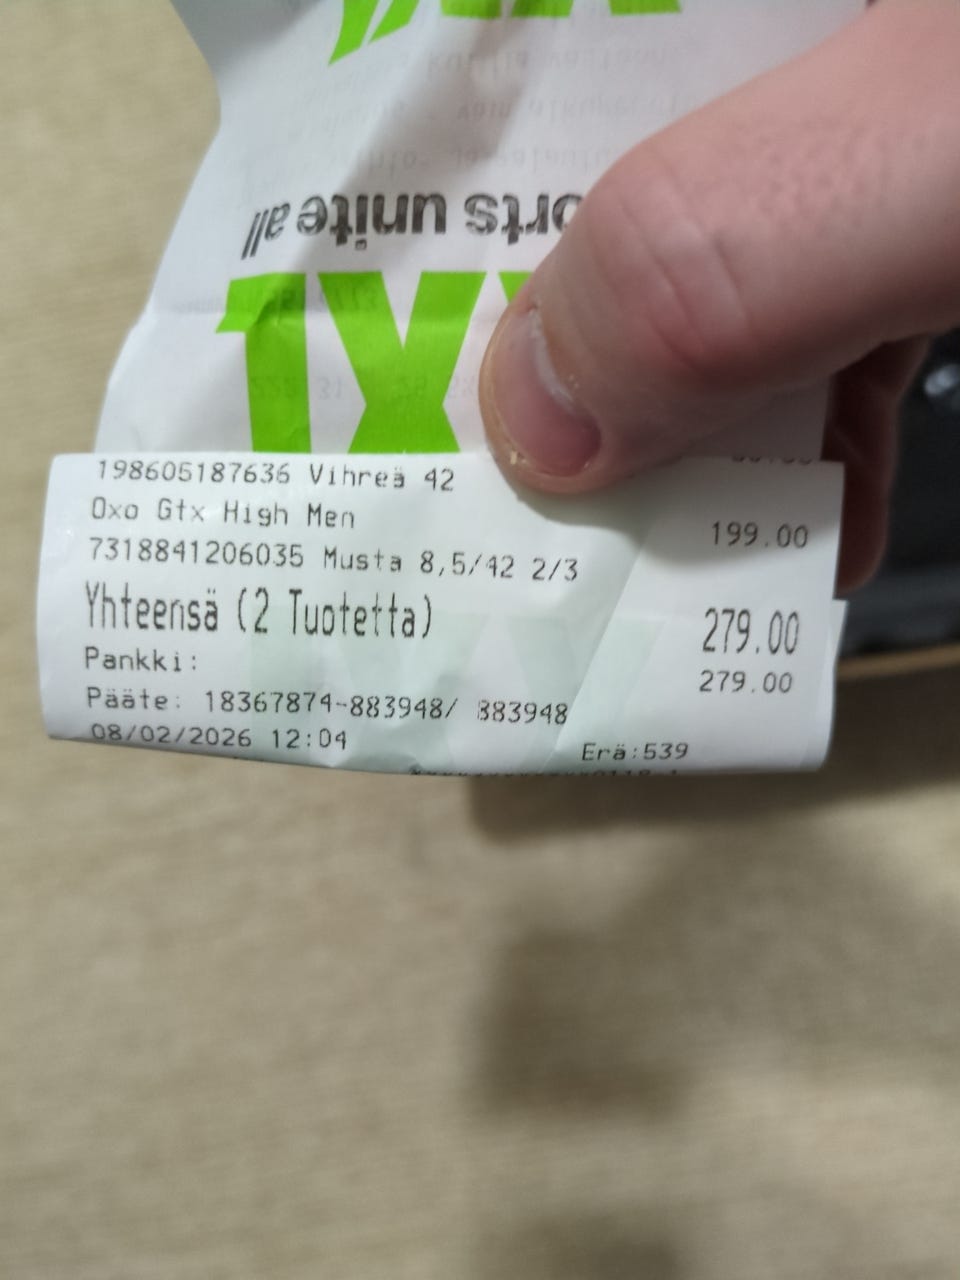 sports unite all
XXL
198605187636 Vihreä 42
Oxo Gtx High Men 199.00
7318841206035 Musta 8,5/42 2/3
Yhteensä (2 Tuotetta) 279.00
Pankki: 279.00
Pääte: 18367874-883948/ 883948
08/02/2026 12:04 Erä:539